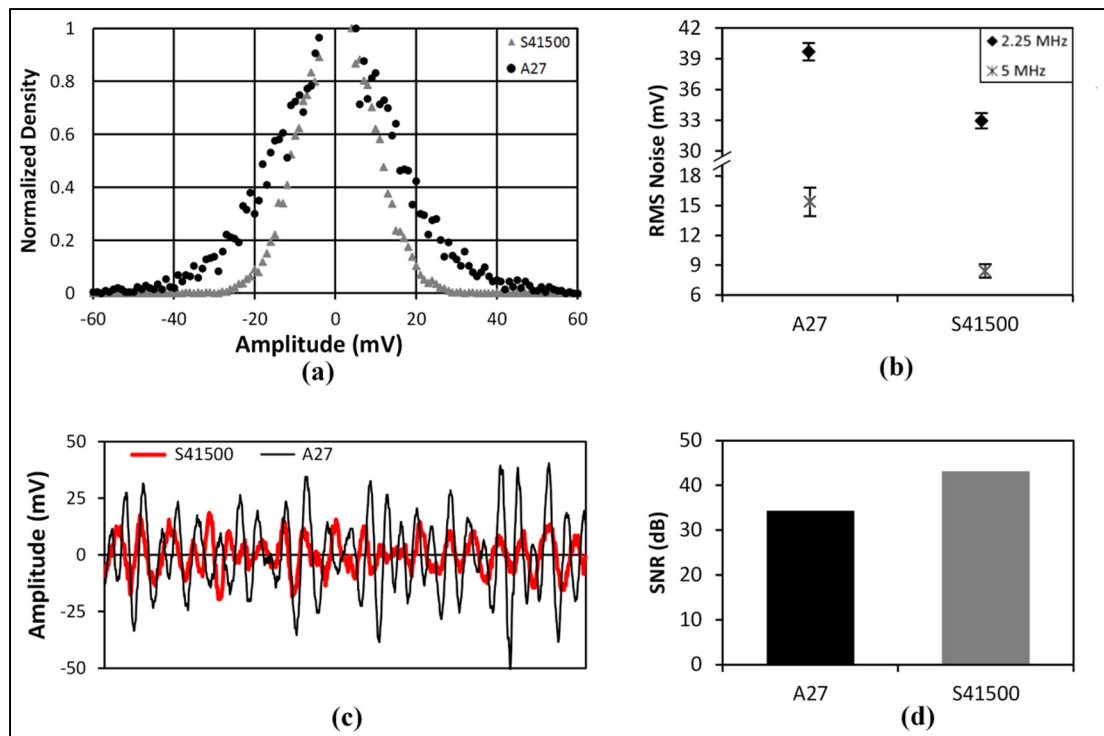 1
0.8
0.6
0.4
0.2
0
Normalized Density
-60 -40 -20 0 20 40 60
Amplitude (mV)
S41500
A27
(a)
39
36
33
30
18
15
12
9
6
RMS Noise (mV)
2.25 MHz
5 MHz
A27 S41500
(b)
50
25
0
-25
-50
Amplitude (mV)
S41500 A27
(c)
50
40
30
20
10
0
SNR (dB)
A27 S41500
(d)